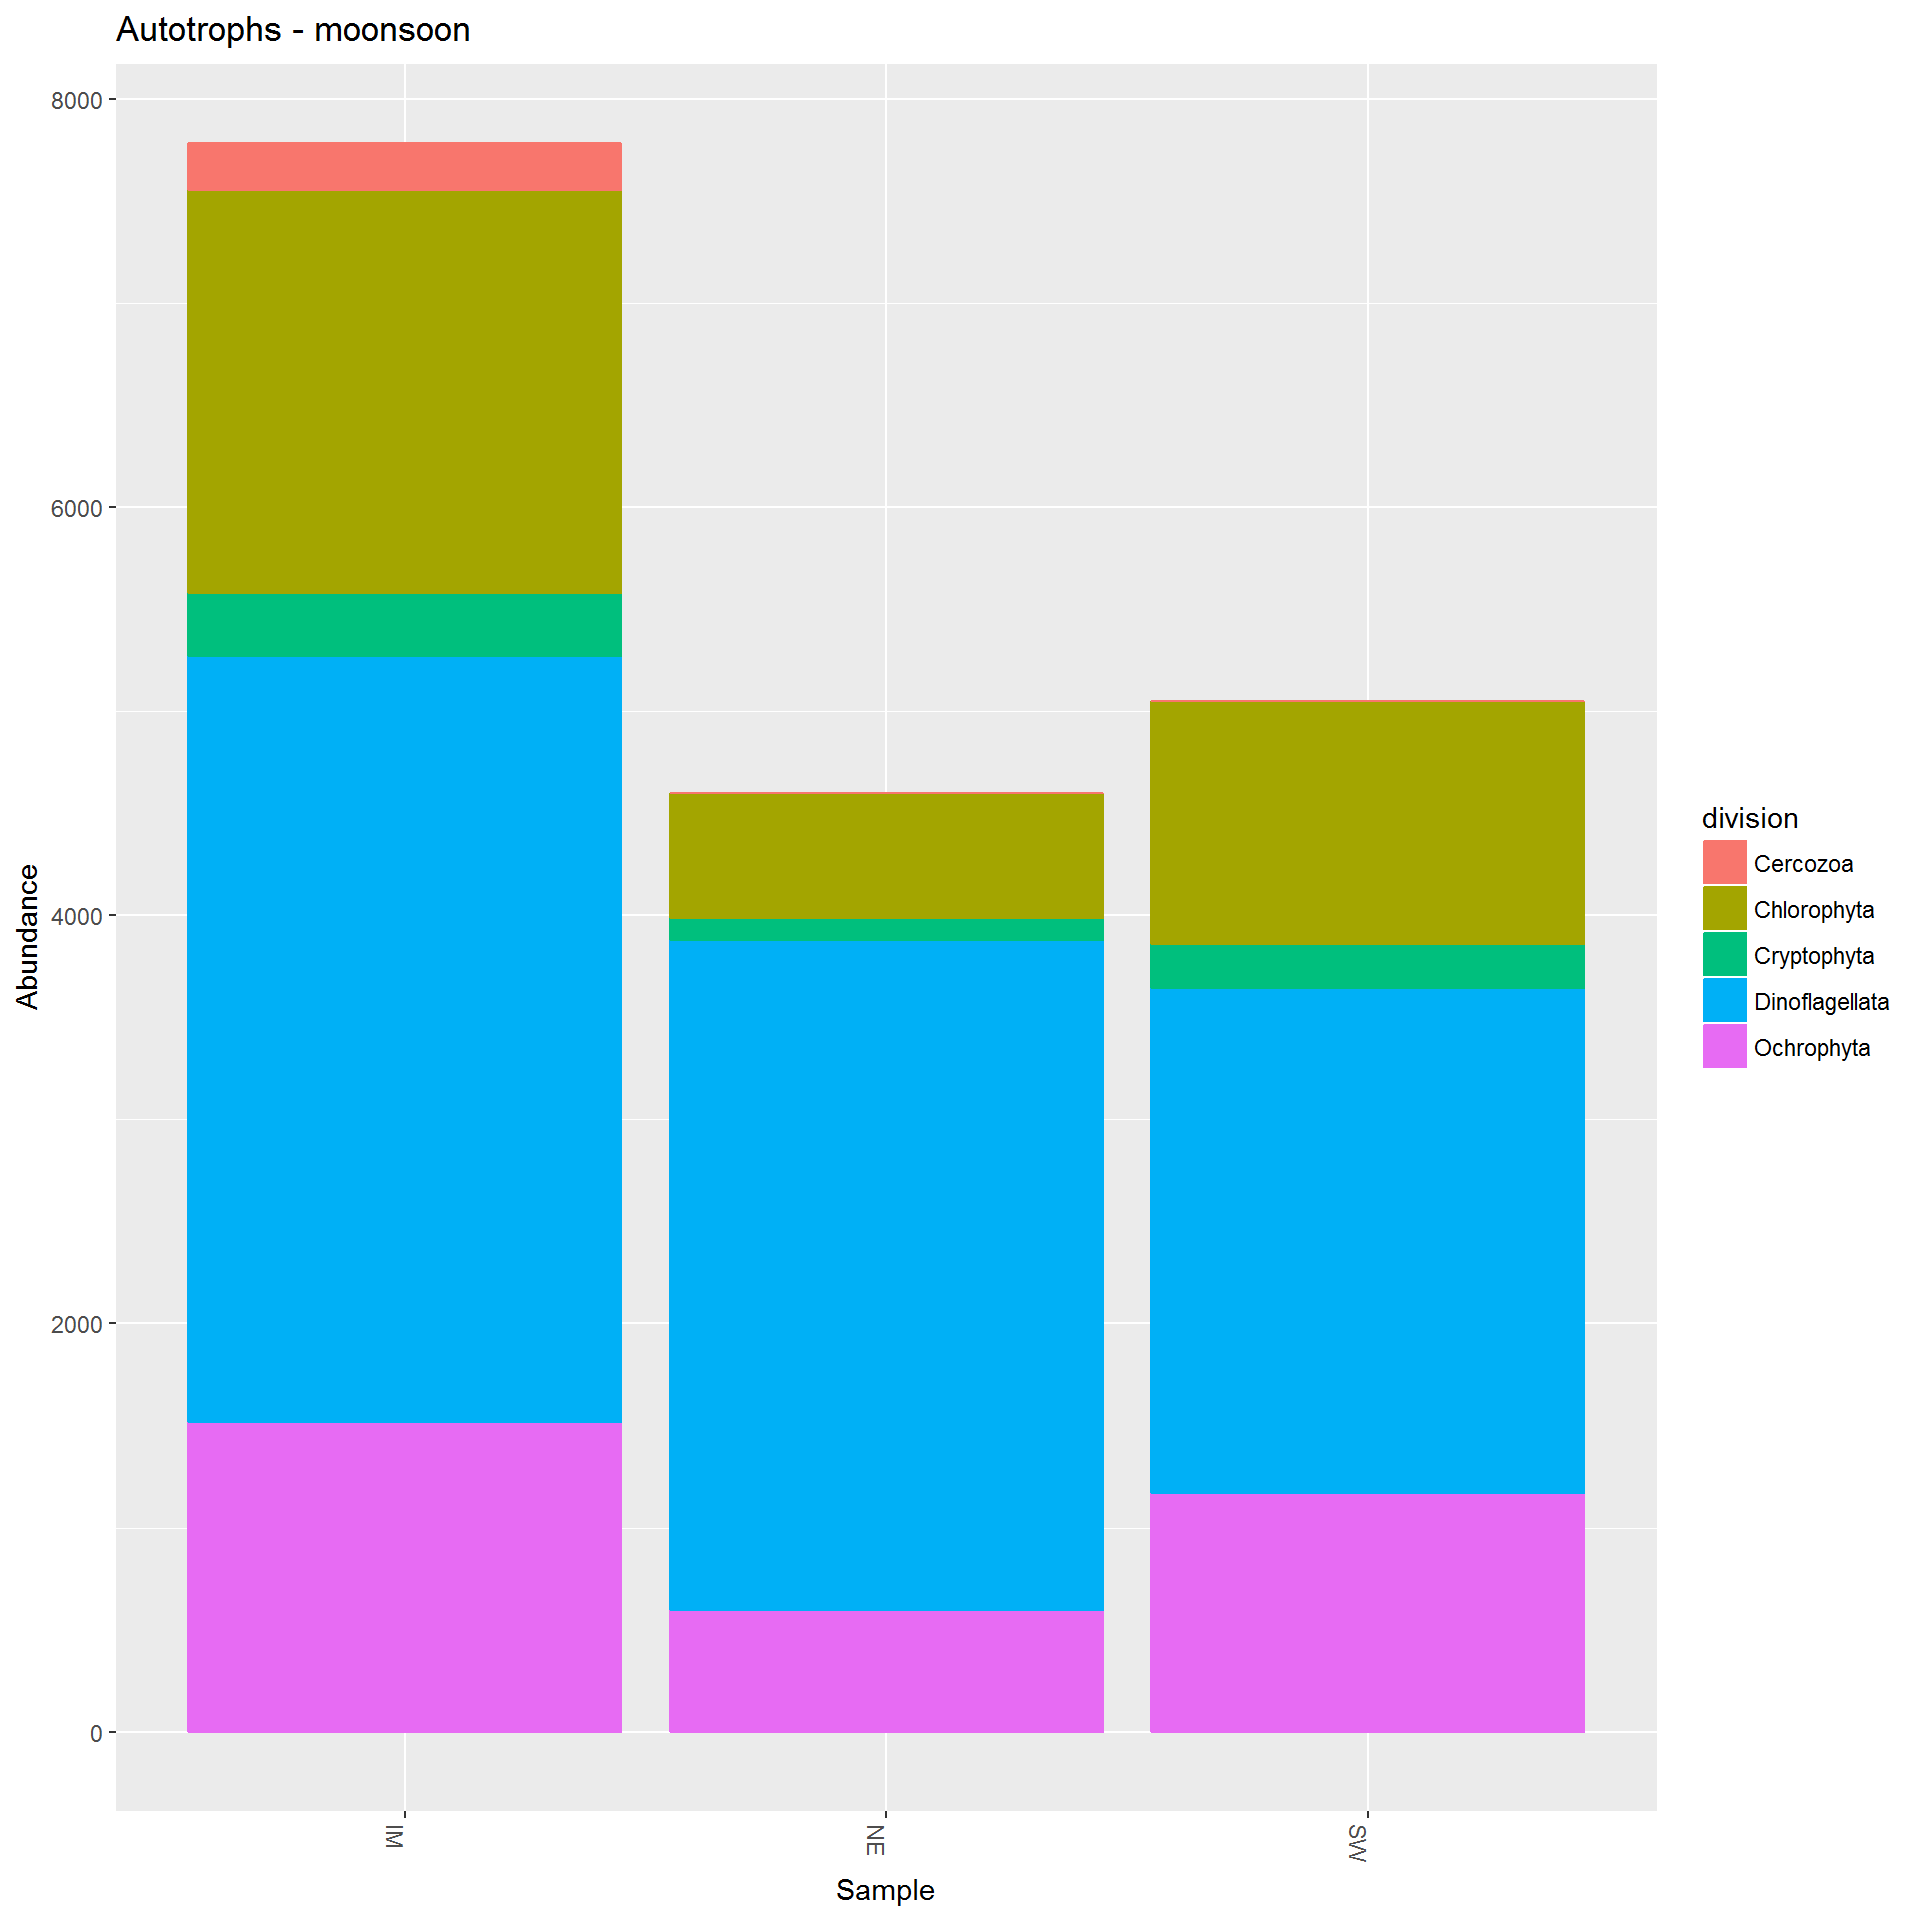 Autotrophs - moonsoon
8000
6000
4000
2000
0
Abundance
IM
NE
SW
Sample
division
Cercozoa
Chlorophyta
Cryptophyta
Dinoflagellata
Ochrophyta